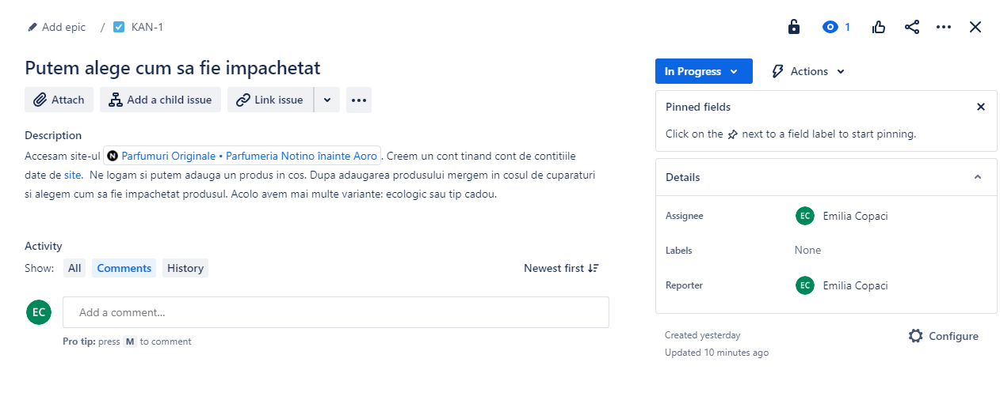 Add epic / KAN-1
1
Putem alege cum sa fie impachetat
Attach
Add a child issue
Link issue
Description
Accesam site-ul Parfumuri Originale • Parfumeria Notino înainte Aoro. Creem un cont tinand cont de contitiile
date de site. Ne logam si putem adauga un produs in cos. Dupa adaugarea produsului mergem in cosul de cuparaturi
si alegem cum sa fie impachetat produsul. Acolo avem mai multe variante: ecologic sau tip cadou.
Activity
Show: All Comments History
Newest first
EC
Add a comment...
Pro tip: press M to comment
In Progress
Actions
Pinned fields
Click on the next to a field label to start pinning.
Details
Assignee
EC Emilia Copaci
Labels
None
Reporter
EC Emilia Copaci
Created yesterday
Updated 10 minutes ago
Configure